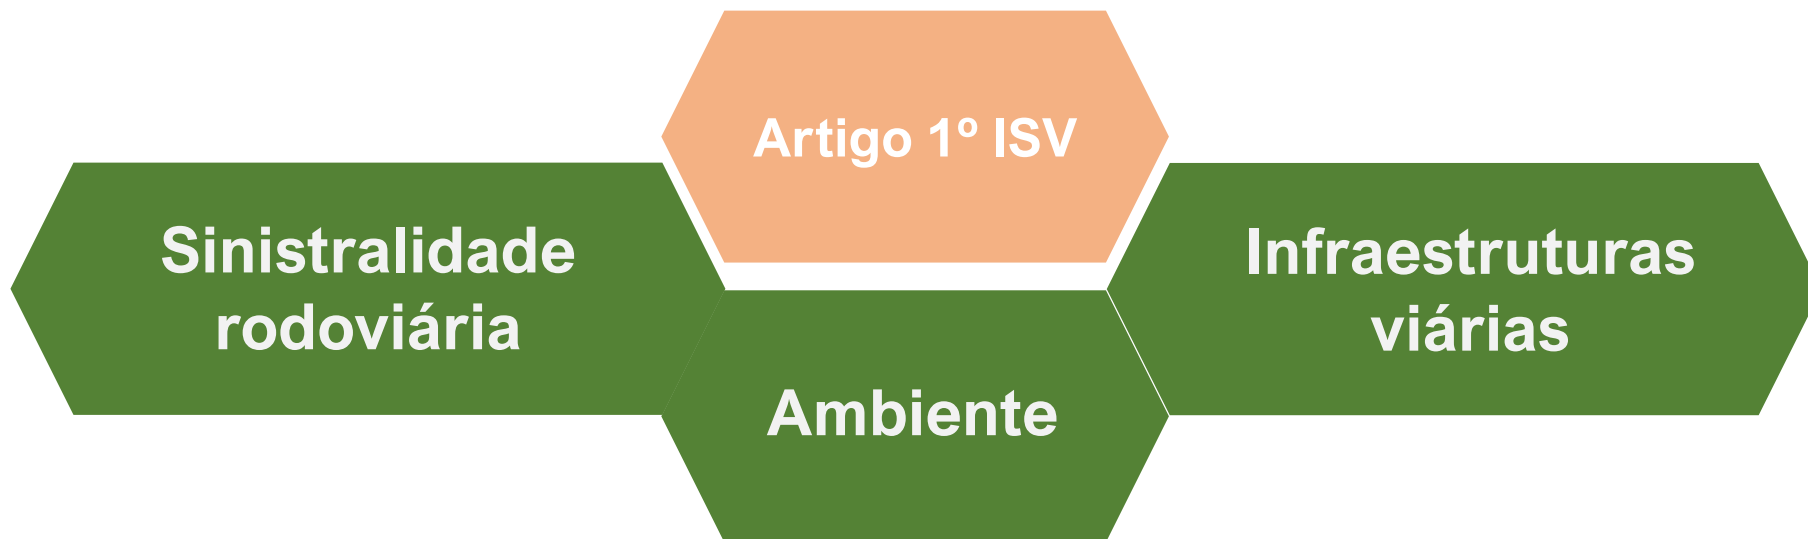 Artigo 1º ISV
Sinistralidade
rodoviária
Infraestruturas
viárias
Ambiente